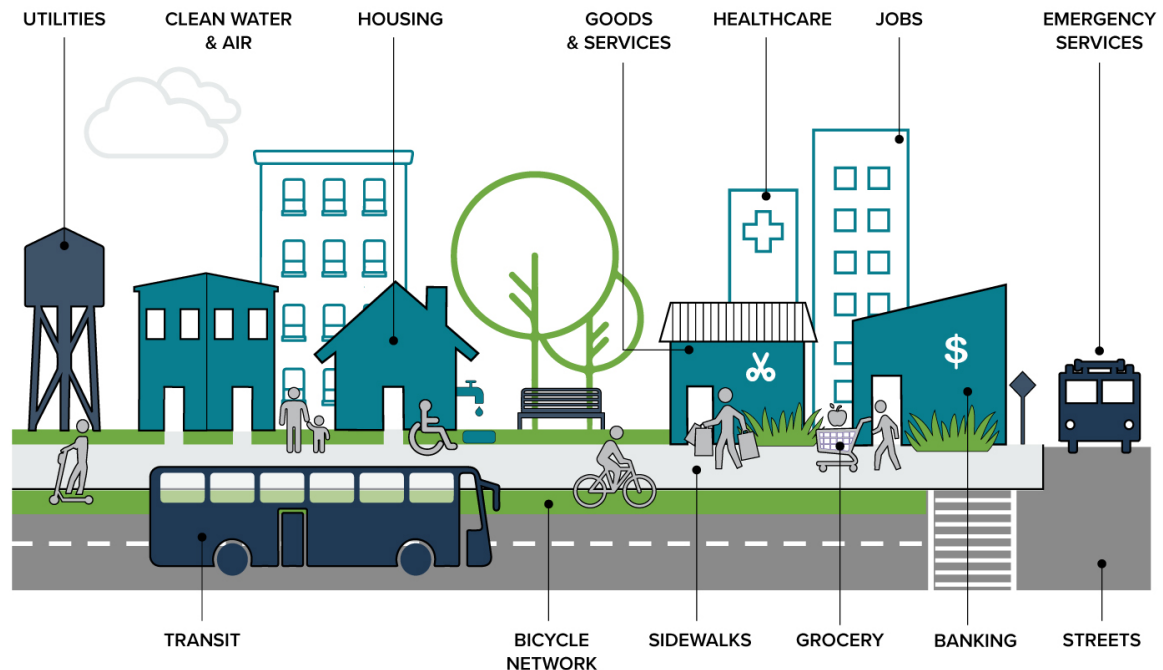 UTILITIES
CLEAN WATER
& AIR
HOUSING
GOODS
& SERVICES
HEALTHCARE
JOBS
EMERGENCY
SERVICES
$
TRANSIT
BICYCLE
NETWORK
SIDEWALKS
GROCERY
BANKING
STREETS